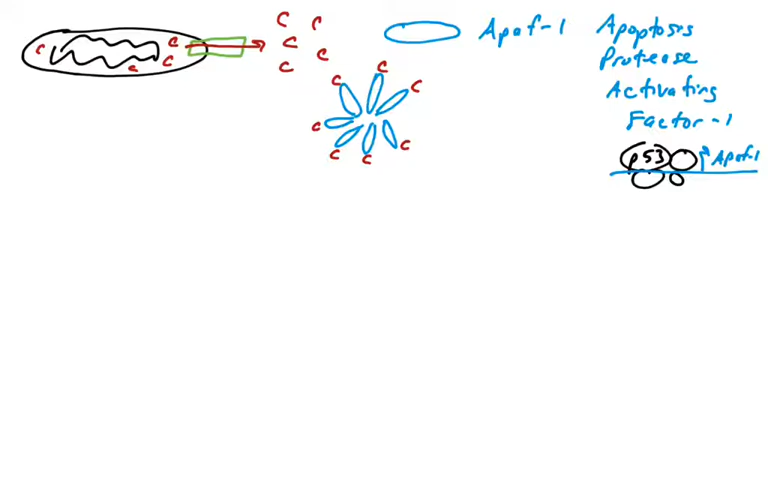 c c c c c
c c c c c
Apaf-1
Apoptosis
Protease
Activating
Factor-1
c c c c c c c
p53 Apaf-1